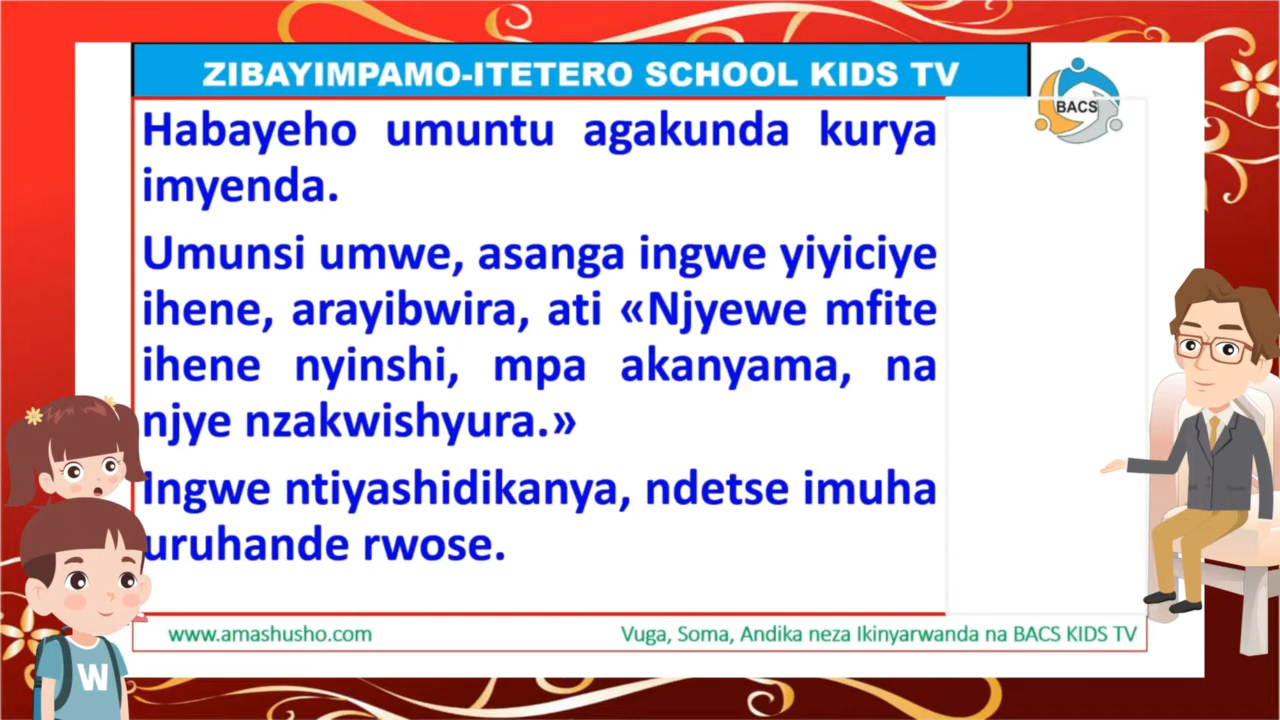 ZIBAYIMPAMO-ITETERO SCHOOL KIDS TV
BACS
Habayeho umuntu agakunda kurya
imyenda.
Umunsi umwe, asanga ingwe yiyiciye
ihene, arayibwira, ati «Njyewe mfite
ihene nyinshi, mpa akanyama, na
njye nzakwishyura.»
Ingwe ntiyashidikanya, ndetse imuha
uruhande rwose.
www.amashusho.com
Vuga, Soma, Andika neza Ikinyarwanda na BACS KIDS TV
W